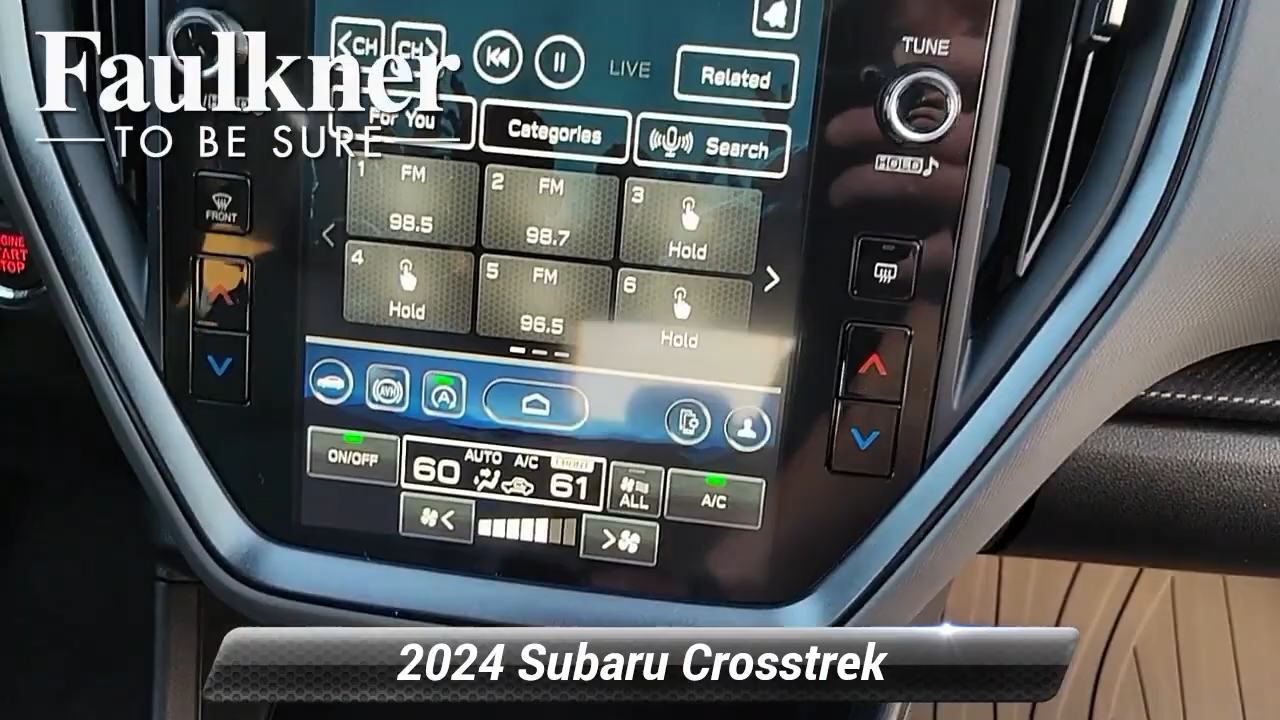 Faulkner
TO BE SURE
<CH CH>
LIVE
Related
TUNE
HOLD♪
For You
Categories
Search
1 FM 98.5
2 FM 98.7
3 Hold
4 Hold
5 FM 96.5
6 Hold
FRONT
AVH
A
ON/OFF
60 AUTO A/C 61
ALL
A/C
2024 Subaru Crosstrek